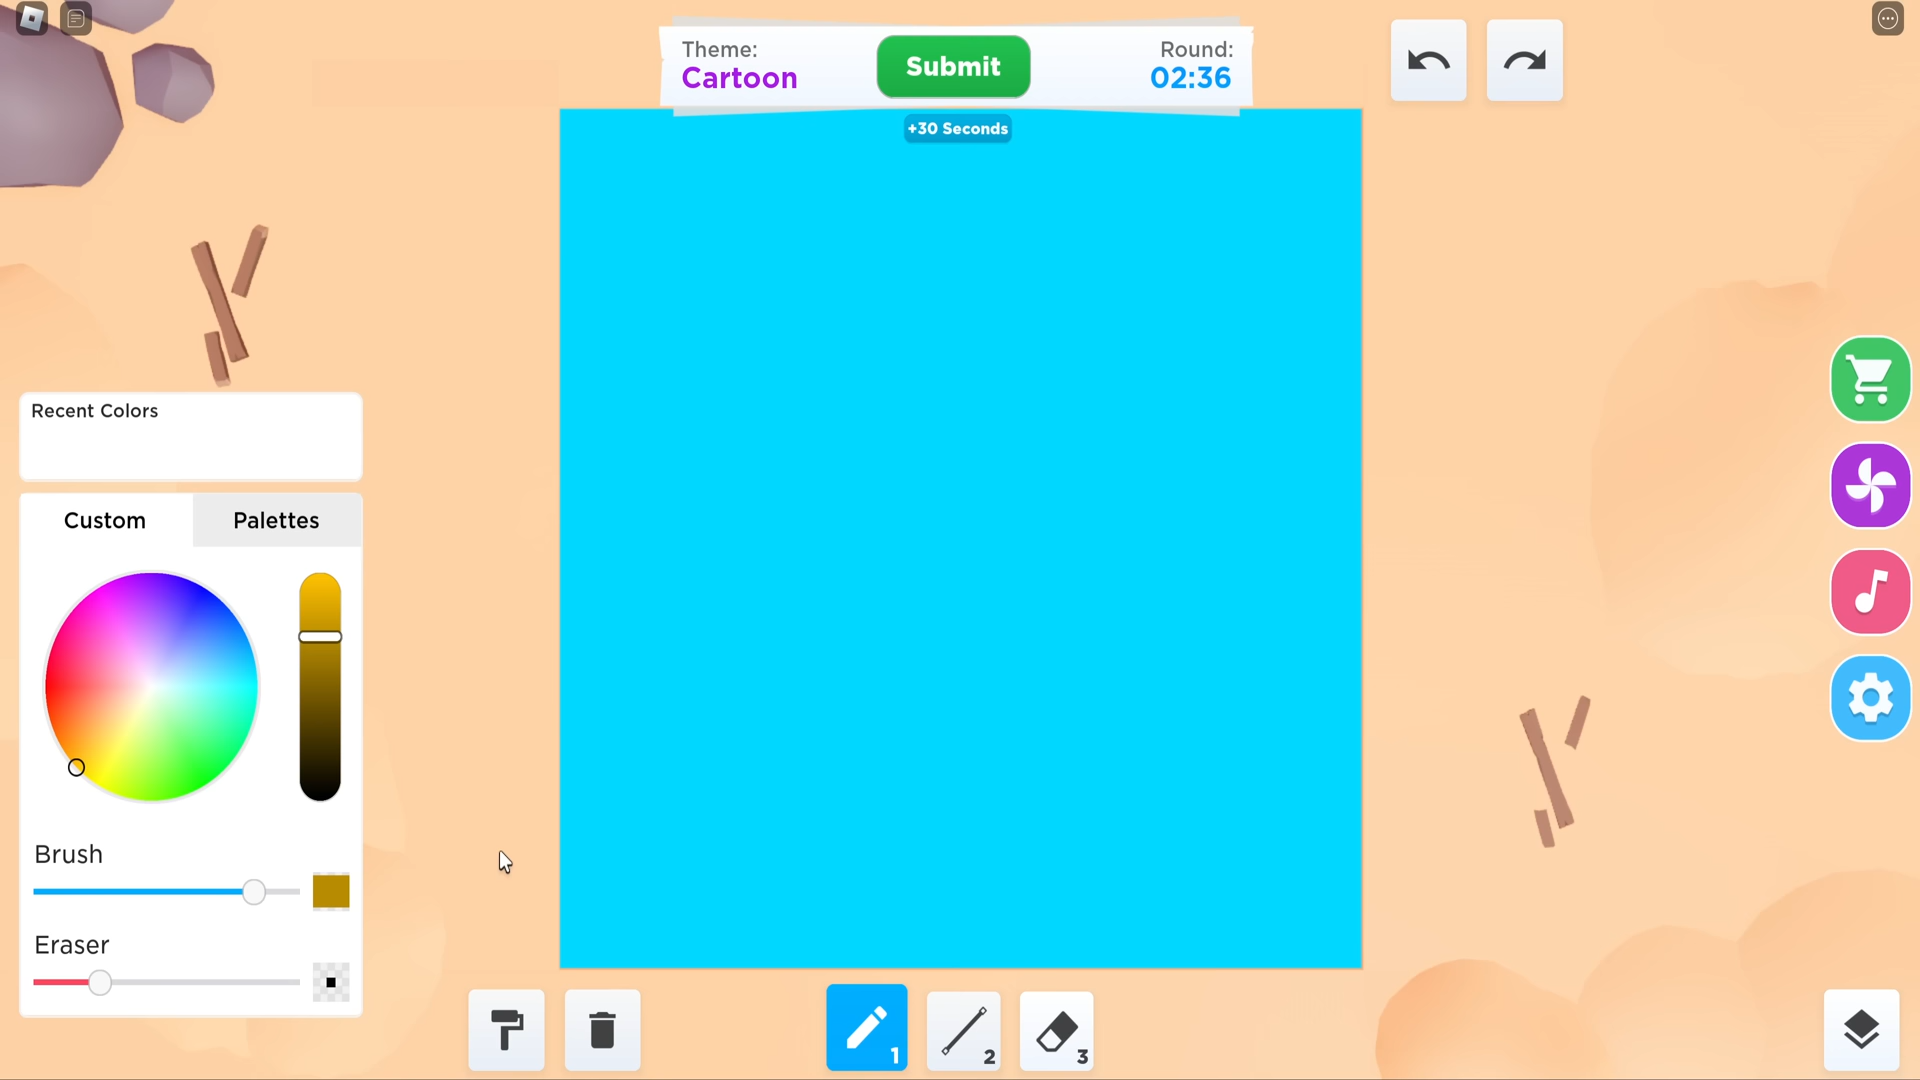 Theme:
Cartoon
Submit
Round:
02:36
+30 Seconds
Recent Colors
Custom
Palettes
Brush
Eraser
1
2
3